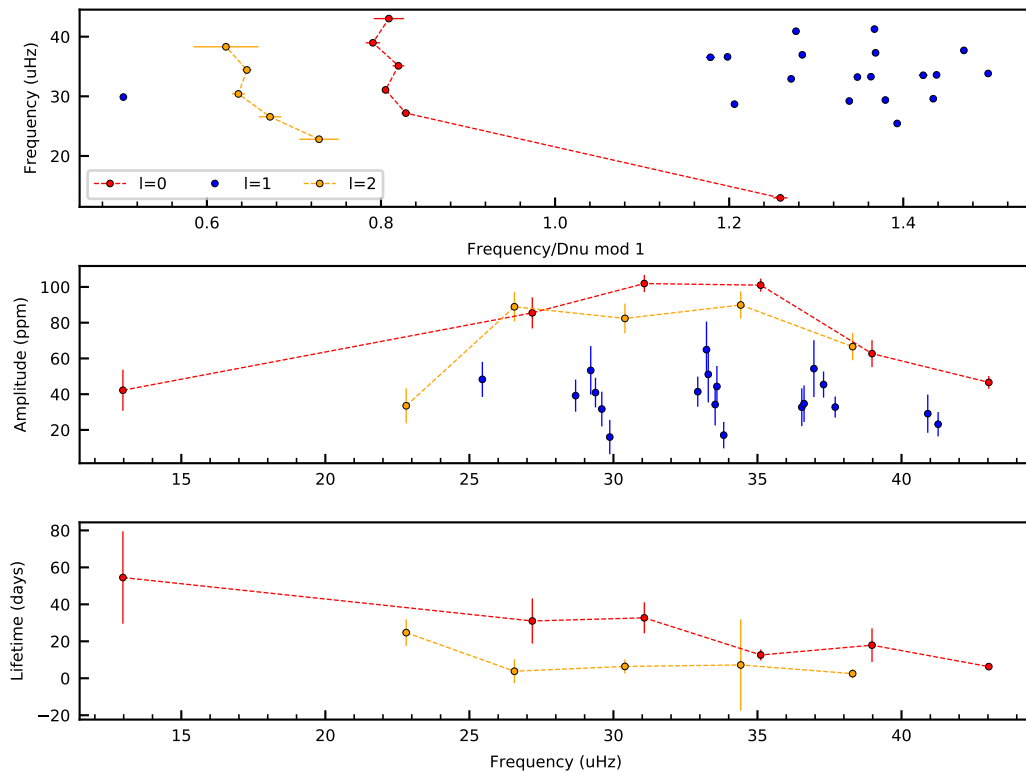 Frequency (uHz)
40
30
20
l=0 l=1 l=2
0.6 0.8 1.0 1.2 1.4
Frequency/Dnu mod 1
Amplitude (ppm)
100
80
60
40
20
15 20 25 30 35 40
Lifetime (days)
80
60
40
20
0
−20
15 20 25 30 35 40
Frequency (uHz)